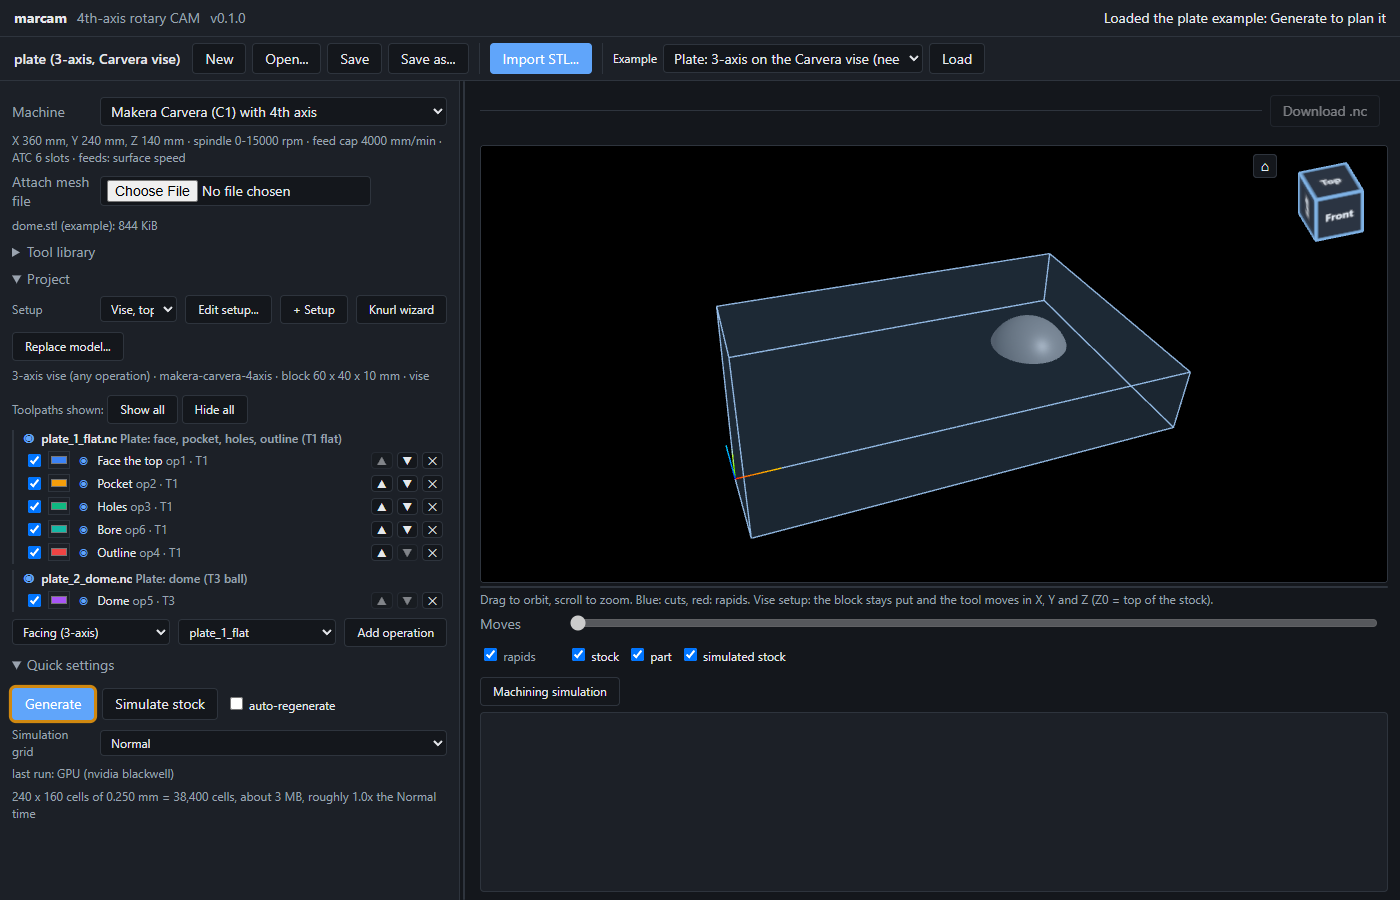 marcam 4th-axis rotary CAM v0.1.0
Loaded the plate example: Generate to plan it
plate (3-axis, Carvera vise) New Open... Save Save as... Import STL... Example Plate: 3-axis on the Carvera vise (nee Load
Machine Makera Carvera (C1) with 4th axis
X 360 mm, Y 240 mm, Z 140 mm · spindle 0-15000 rpm · feed cap 4000 mm/min ·
ATC 6 slots · feeds: surface speed
Attach mesh
file
Choose File No file chosen
dome.stl (example): 844 KiB
Tool library
Project
Setup Vise, top Edit setup... + Setup Knurl wizard
Replace model...
3-axis vise (any operation) · makera-carvera-4axis · block 60 x 40 x 10 mm · vise
Toolpaths shown: Show all Hide all
plate_1_flat.nc Plate: face, pocket, holes, outline (T1 flat)
Face the top op1 · T1
Pocket op2 · T1
Holes op3 · T1
Bore op6 · T1
Outline op4 · T1
plate_2_dome.nc Plate: dome (T3 ball)
Dome op5 · T3
Facing (3-axis) plate_1_flat Add operation
Quick settings
Generate Simulate stock auto-regenerate
Simulation
grid
Normal
last run: GPU (nvidia blackwell)
240 x 160 cells of 0.250 mm = 38,400 cells, about 3 MB, roughly 1.0x the Normal
time
Download .nc
Top
Front
Drag to orbit, scroll to zoom. Blue: cuts, red: rapids. Vise setup: the block stays put and the tool moves in X, Y and Z (Z0 = top of the stock).
Moves
rapids stock part simulated stock
Machining simulation